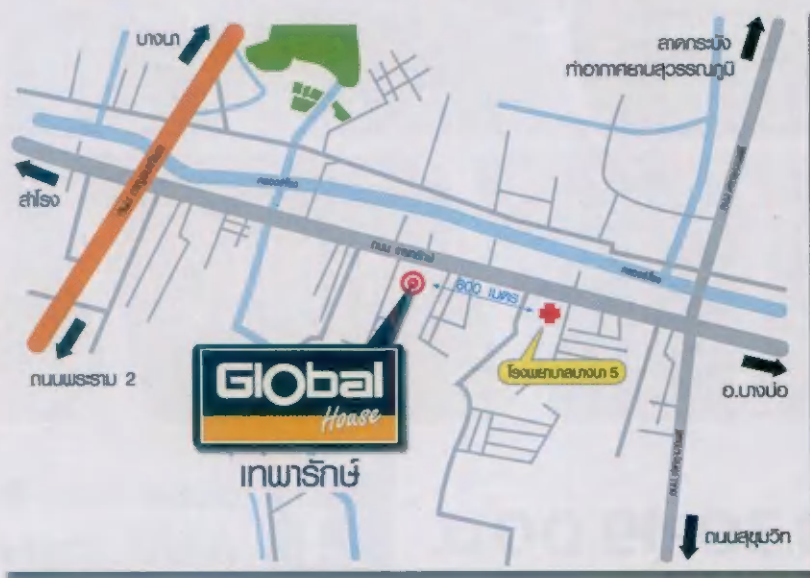 บางนา
ลาดกระบัง
ท่าอากาศยานสุวรรณภูมิ
สำโรง
ถนน เทพารักษ์
800 เมตร
ถนนพระราม 2
โรงพยาบาลบางนา 5
อ.บางบ่อ
Global
House
เทพารักษ์
ถนนสุขุมวิท